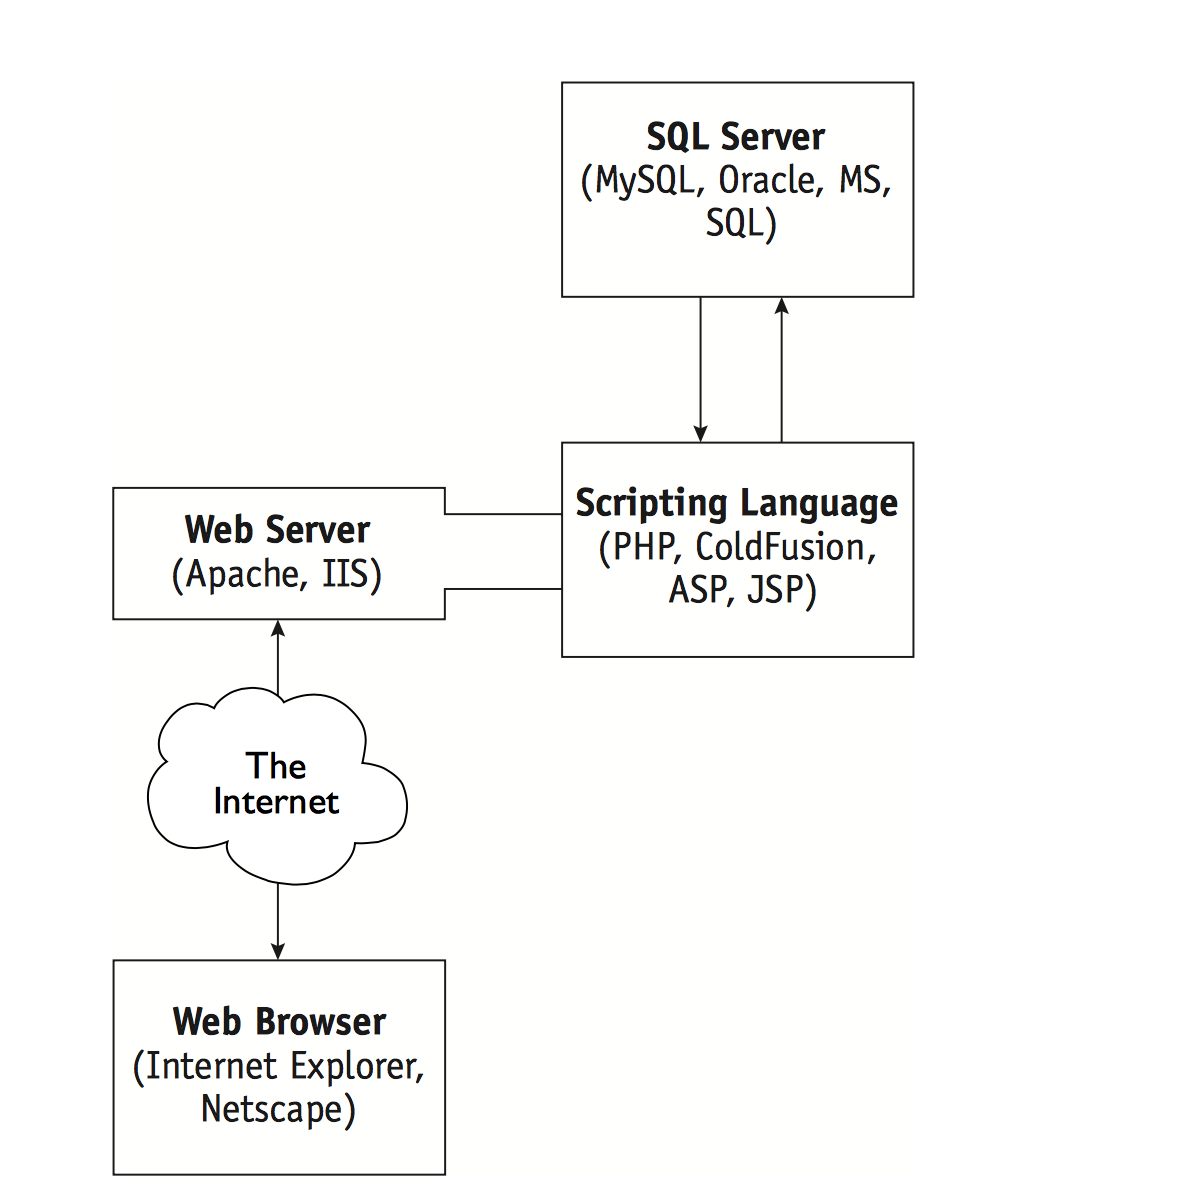 SQL Server
(MySQL, Oracle, MS,
SQL)
Scripting Language
(PHP, ColdFusion,
ASP, JSP)
Web Server
(Apache, IIS)
The
Internet
Web Browser
(Internet Explorer,
Netscape)